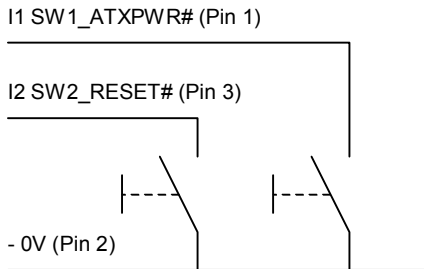 I1 SW1_ATXPWR# (Pin 1)
I2 SW2_RESET# (Pin 3)
- 0V (Pin 2)